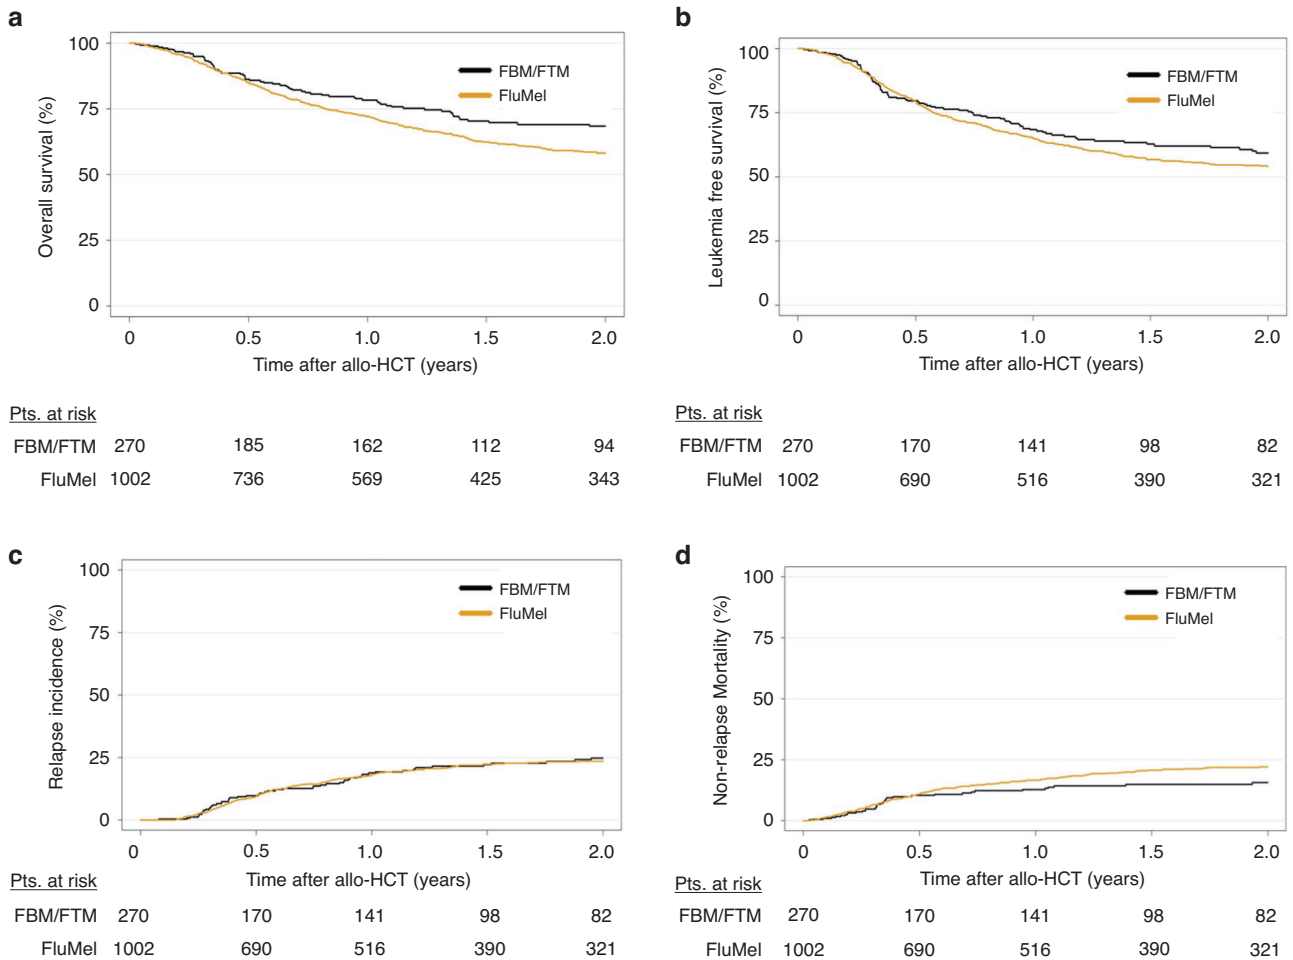 a
100
75
50
25
0
Overall survival (%)
FBM/FTM
FluMel
0 0.5 1.0 1.5 2.0
Time after allo-HCT (years)
Pts. at risk
FBM/FTM 270 185 162 112 94
FluMel 1002 736 569 425 343
b
100
75
50
25
0
Leukemia free survival (%)
FBM/FTM
FluMel
0 0.5 1.0 1.5 2.0
Time after allo-HCT (years)
Pts. at risk
FBM/FTM 270 170 141 98 82
FluMel 1002 690 516 390 321
c
100
75
50
25
0
Relapse incidence (%)
FBM/FTM
FluMel
0 0.5 1.0 1.5 2.0
Time after allo-HCT (years)
Pts. at risk
FBM/FTM 270 170 141 98 82
FluMel 1002 690 516 390 321
d
100
75
50
25
0
Non-relapse Mortality (%)
FBM/FTM
FluMel
0 0.5 1.0 1.5 2.0
Time after allo-HCT (years)
Pts. at risk
FBM/FTM 270 170 141 98 82
FluMel 1002 690 516 390 321